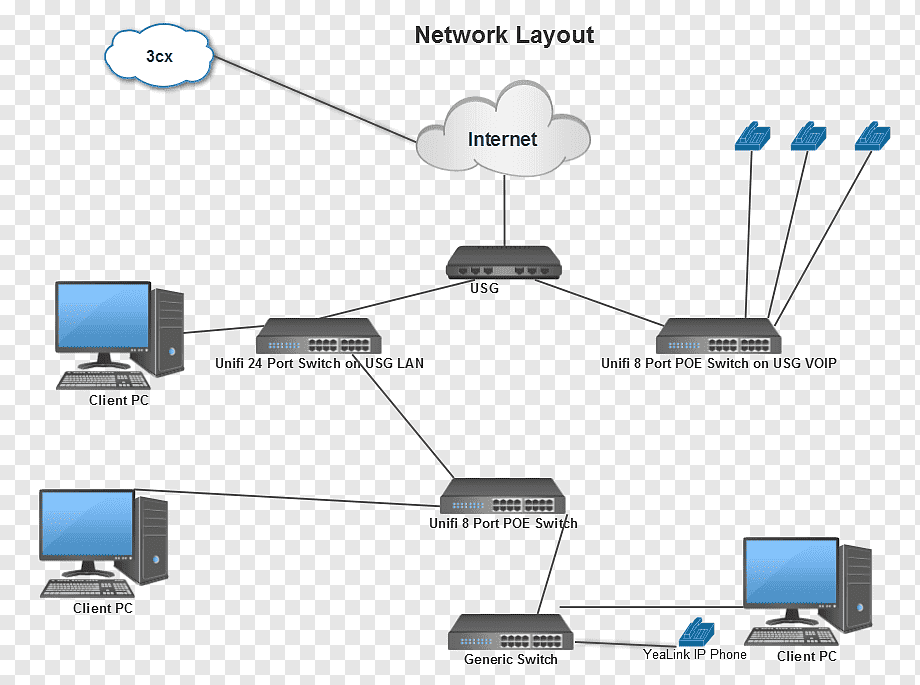 Network Layout
3cx
Internet
USG
Unifi 24 Port Switch on USG LAN
Unifi 8 Port POE Switch on USG VOIP
Client PC
Unifi 8 Port POE Switch
Client PC
Generic Switch
YeaLink IP Phone
Client PC